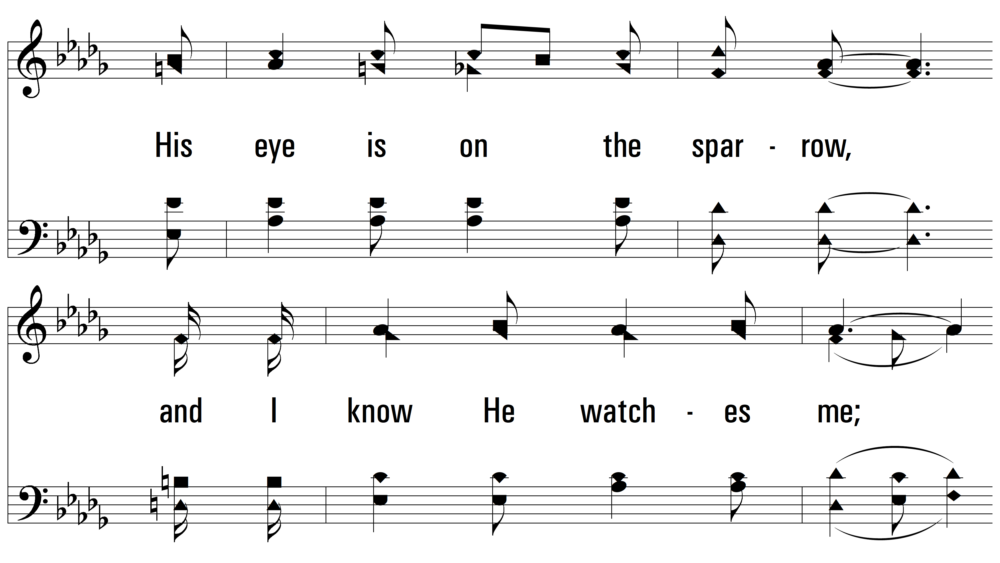 His eye is on the spar - row,
and I know He watch - es me;